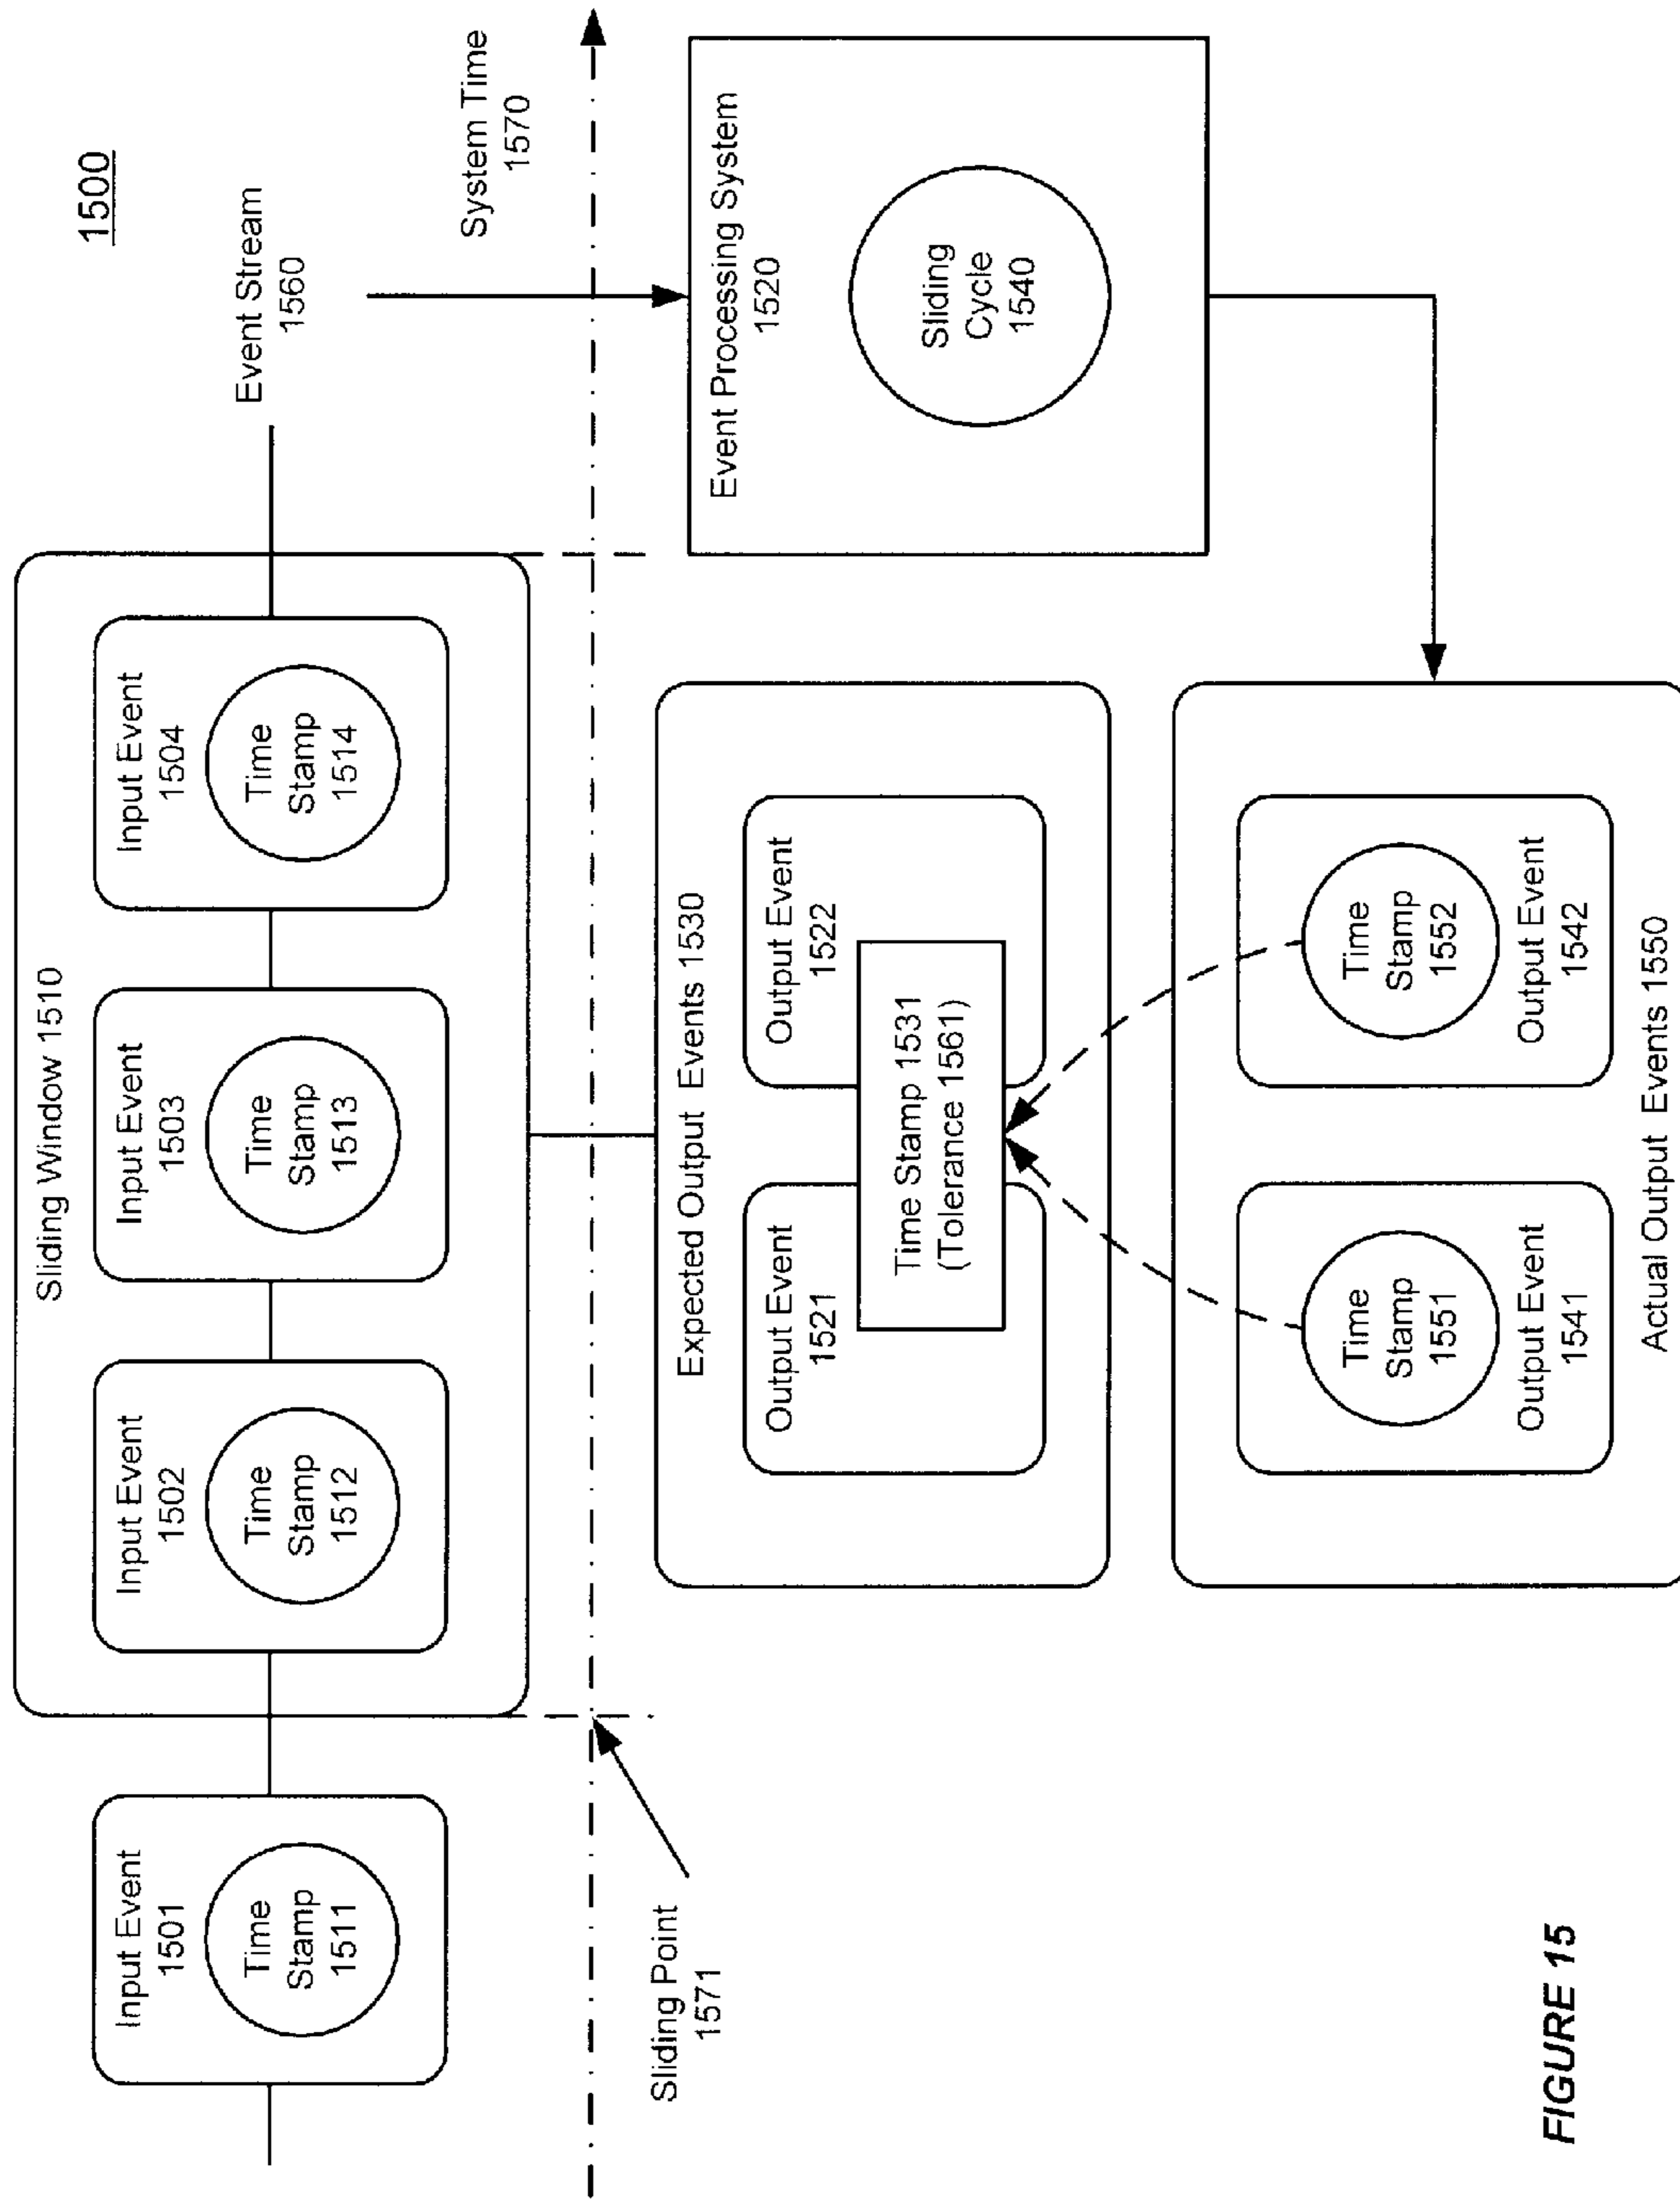 1500
Sliding Window 1510
Input Event
1501
Time
Stamp
1511
Input Event
1502
Time
Stamp
1512
Input Event
1503
Time
Stamp
1513
Input Event
1504
Time
Stamp
1514
Event Stream
1560
System Time
1570
Sliding Point
1571
Expected Output Events 1530
Output Event
1521
Output Event
1522
Time Stamp 1531
(Tolerance 1561)
Event Processing System
1520
Sliding
Cycle
1540
Time
Stamp
1551
Output Event
1541
Time
Stamp
1552
Output Event
1542
Actual Output Events 1550
FIGURE 15